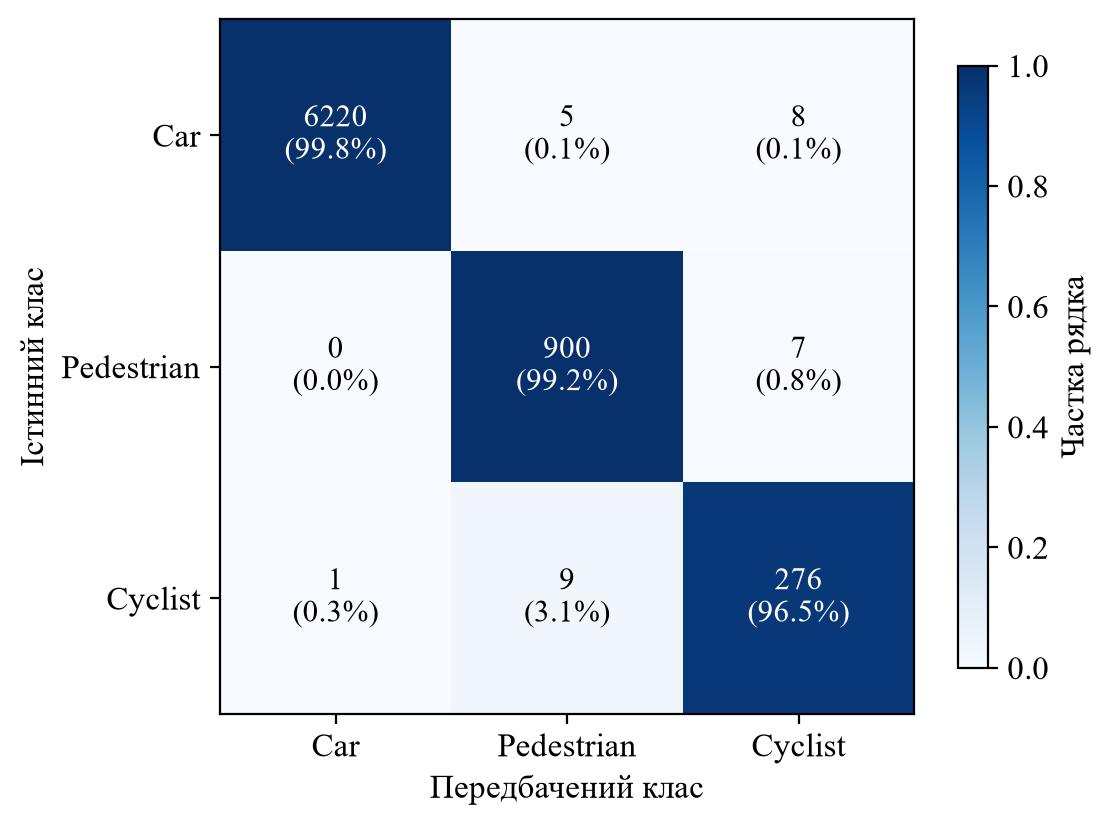 Істинний клас
Car
6220
(99.8%)
5
(0.1%)
8
(0.1%)
Pedestrian
0
(0.0%)
900
(99.2%)
7
(0.8%)
Cyclist
1
(0.3%)
9
(3.1%)
276
(96.5%)
Car
Pedestrian
Cyclist
Передбачений клас
1.0
0.8
0.6
0.4
0.2
0.0
Частка рядка